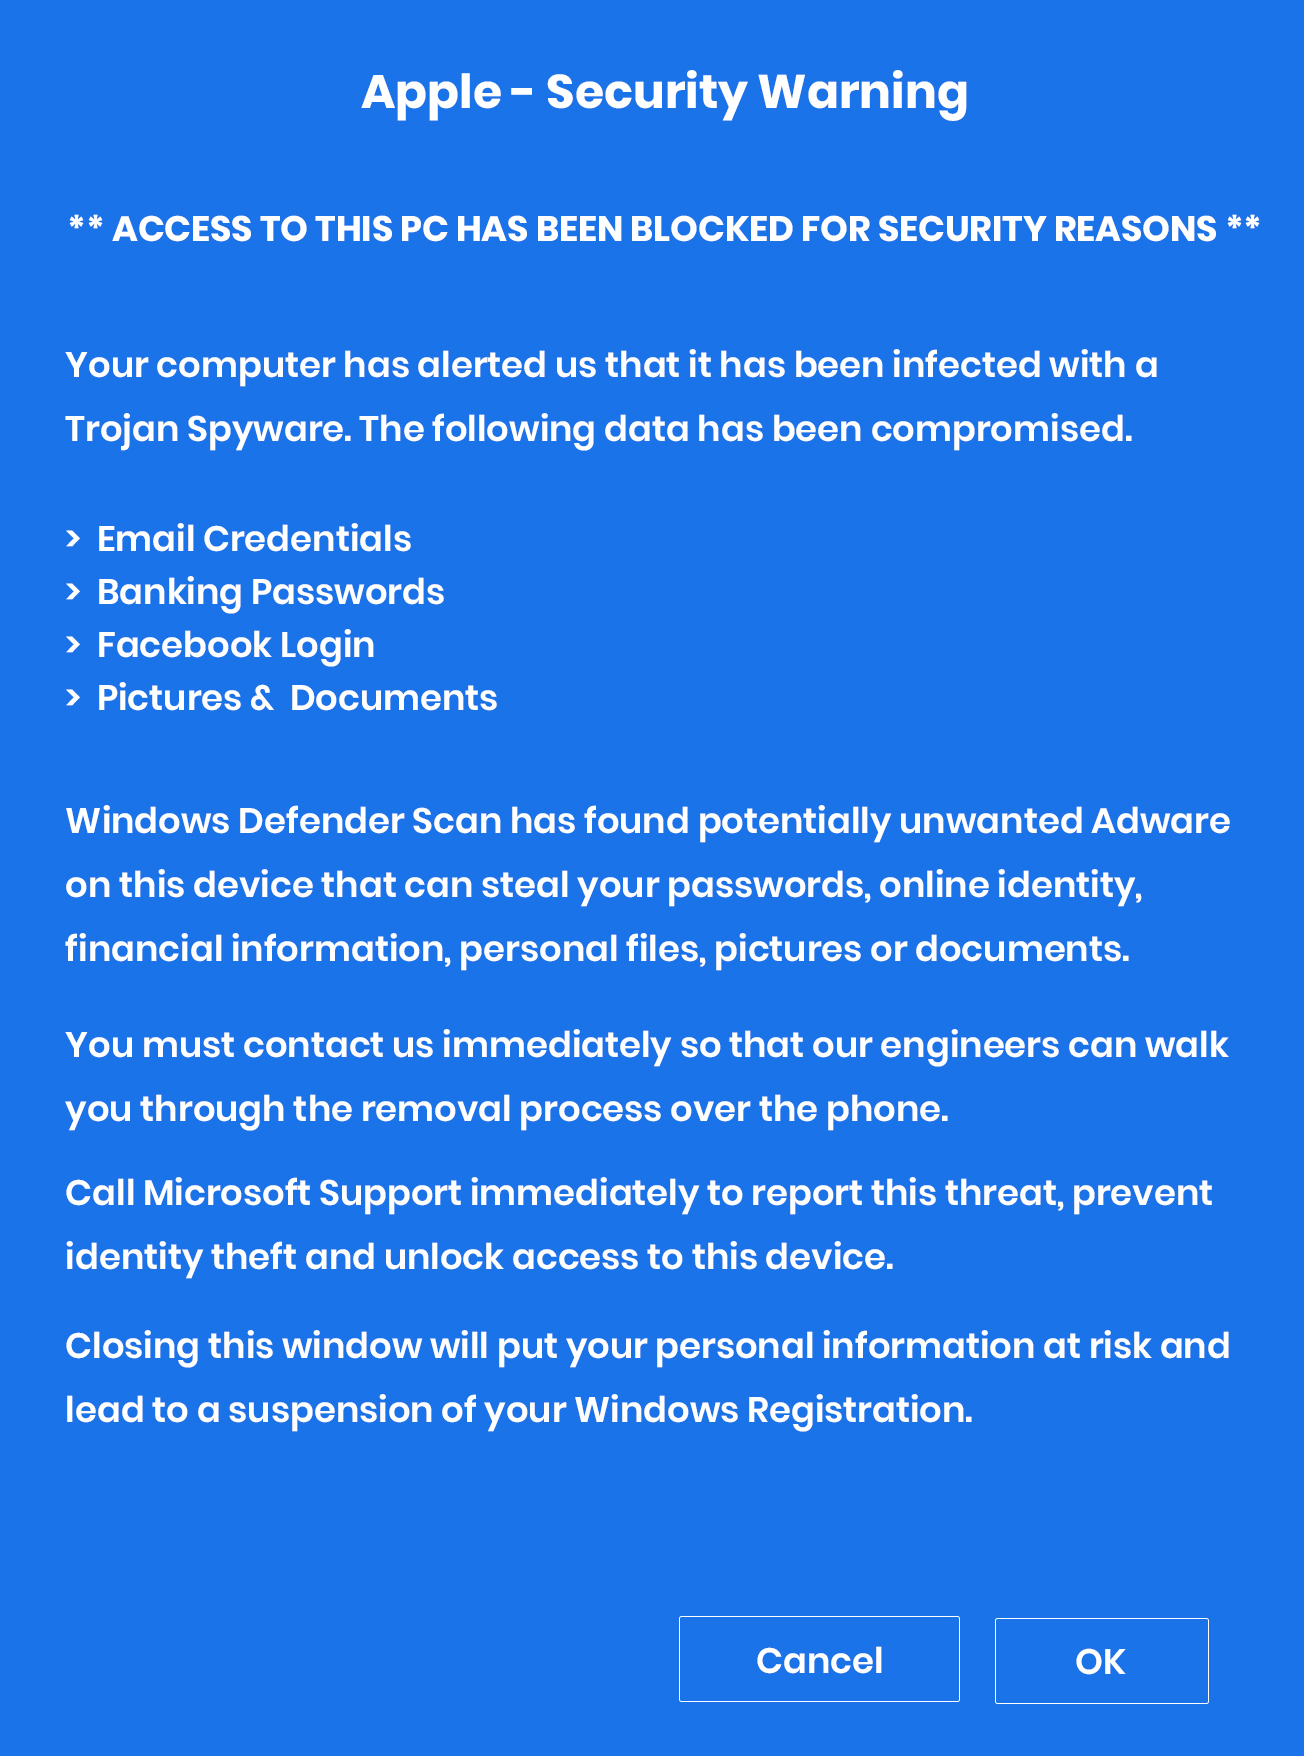 Apple - Security Warning
** ACCESS TO THIS PC HAS BEEN BLOCKED FOR SECURITY REASONS **
Your computer has alerted us that it has been infected with a
Trojan Spyware. The following data has been compromised.
> Email Credentials
> Banking Passwords
> Facebook Login
> Pictures & Documents
Windows Defender Scan has found potentially unwanted Adware
on this device that can steal your passwords, online identity,
financial information, personal files, pictures or documents.
You must contact us immediately so that our engineers can walk
you through the removal process over the phone.
Call Microsoft Support immediately to report this threat, prevent
identity theft and unlock access to this device.
Closing this window will put your personal information at risk and
lead to a suspension of your Windows Registration.
Cancel
OK